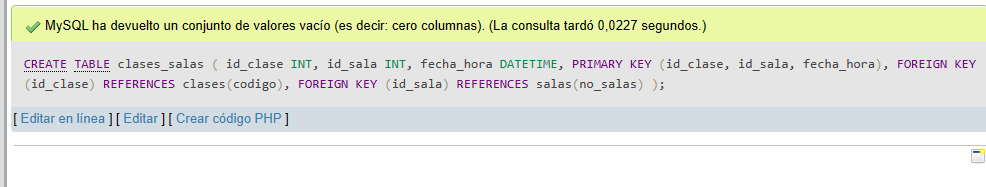 MySQL ha devuelto un conjunto de valores vacío (es decir: cero columnas). (La consulta tardó 0,0227 segundos.)
CREATE TABLE clases_salas ( id_clase INT, id_sala INT, fecha_hora DATETIME, PRIMARY KEY (id_clase, id_sala, fecha_hora), FOREIGN KEY
(id_clase) REFERENCES clases(codigo), FOREIGN KEY (id_sala) REFERENCES salas(no_salas) );
[ Editar en línea ] [ Editar ] [ Crear código PHP ]